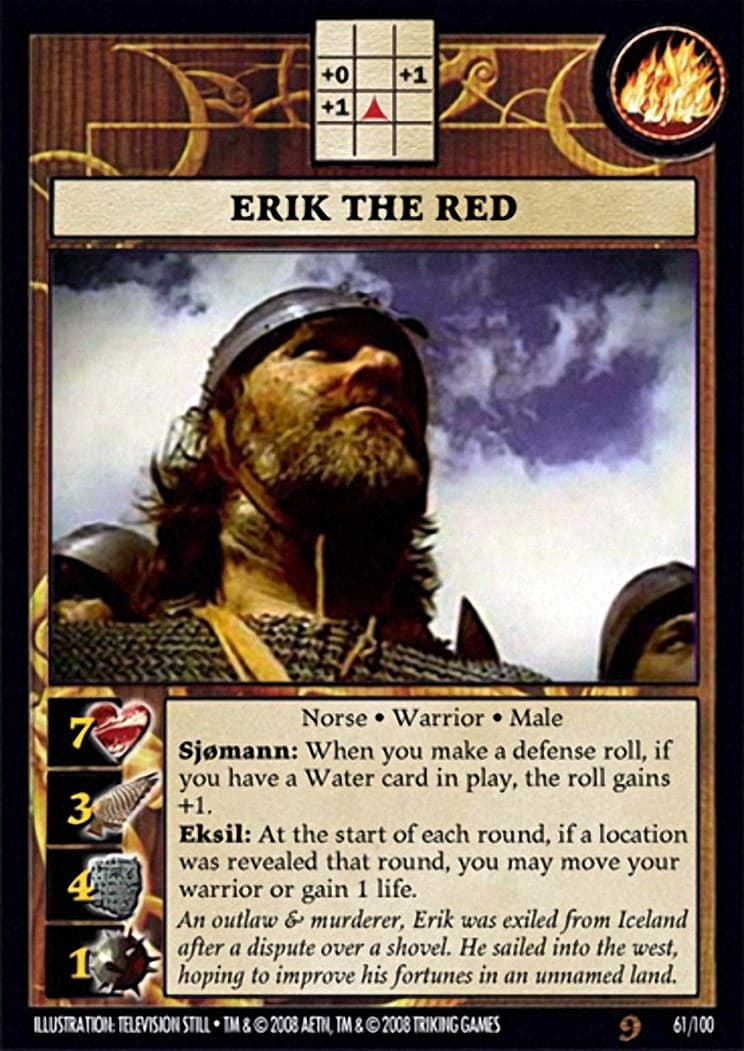 +0 +1
+1
ERIK THE RED
7
3
4
1
Norse • Warrior • Male
Sjømann: When you make a defense roll, if
you have a Water card in play, the roll gains
+1.
Eksil: At the start of each round, if a location
was revealed that round, you may move your
warrior or gain 1 life.
An outlaw & murderer, Erik was exiled from Iceland
after a dispute over a shovel. He sailed into the west,
hoping to improve his fortunes in an unnamed land.
ILLUSTRATION: TELEVISION STILL • TM & © 2008 AETN, TM & © 2008 TRIKING GAMES 9 61/100